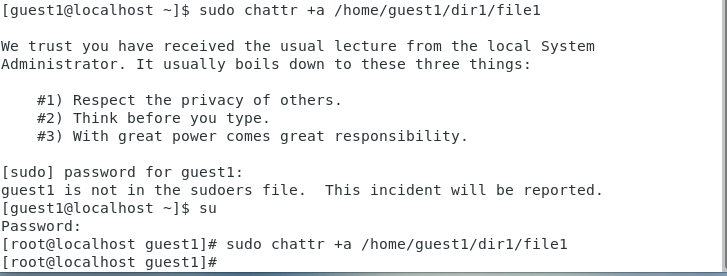 [guest1@localhost ~]$ sudo chattr +a /home/guest1/dir1/file1
We trust you have received the usual lecture from the local System
Administrator. It usually boils down to these three things:
#1) Respect the privacy of others.
#2) Think before you type.
#3) With great power comes great responsibility.
[sudo] password for guest1:
guest1 is not in the sudoers file.  This incident will be reported.
[guest1@localhost ~]$ su
Password:
[root@localhost guest1]# sudo chattr +a /home/guest1/dir1/file1
[root@localhost guest1]#